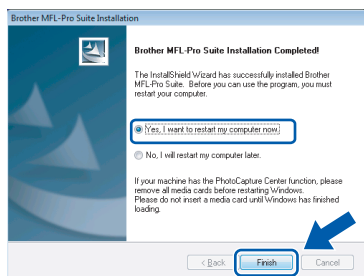 Brother MFL-Pro Suite Installation
Brother MFL-Pro Suite Installation Completed!
The InstallShield Wizard has successfully installed Brother
MFL-Pro Suite. Before you can use the program, you must
restart your computer.
Yes, I want to restart my computer now.
No, I will restart my computer later.
If your machine has the PhotoCapture Center function, please
remove all media cards before restarting Windows.
Please do not insert a media card until Windows has finished
loading.
< Back Finish Cancel